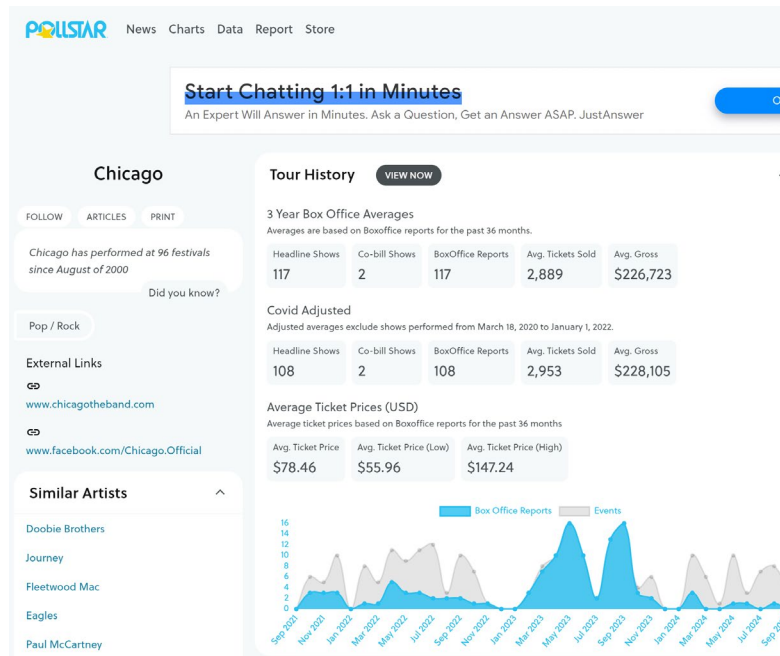 POLLSTAR News Charts Data Report Store
Start Chatting 1:1 in Minutes
An Expert Will Answer in Minutes. Ask a Question, Get an Answer ASAP. JustAnswer
Chicago
FOLLOW ARTICLES PRINT
Chicago has performed at 96 festivals
since August of 2000
Did you know?
Pop / Rock
External Links
www.chicagotheband.com
www.facebook.com/Chicago.Official
Similar Artists
Doobie Brothers
Journey
Fleetwood Mac
Eagles
Paul McCartney
Tour History VIEW NOW
3 Year Box Office Averages
Averages are based on Boxoffice reports for the past 36 months.
Headline Shows Co-bill Shows BoxOffice Reports Avg. Tickets Sold Avg. Gross
117 2 117 2,889 $226,723
Covid Adjusted
Adjusted averages exclude shows performed from March 18, 2020 to January 1, 2022.
Headline Shows Co-bill Shows BoxOffice Reports Avg. Tickets Sold Avg. Gross
108 2 108 2,953 $228,105
Average Ticket Prices (USD)
Average ticket prices based on Boxoffice reports for the past 36 months
Avg. Ticket Price Avg. Ticket Price (Low) Avg. Ticket Price (High)
$78.46 $55.96 $147.24
Box Office Reports Events
16
14
12
10
8
6
4
2
0
Sep 2021 Nov 2021 Jan 2022 Mar 2022 May 2022 Jul 2022 Sep 2022 Nov 2022 Jan 2023 Mar 2023 May 2023 Jul 2023 Sep 2023 Nov 2023 Jan 2024 Mar 2024 May 2024 Jul 2024